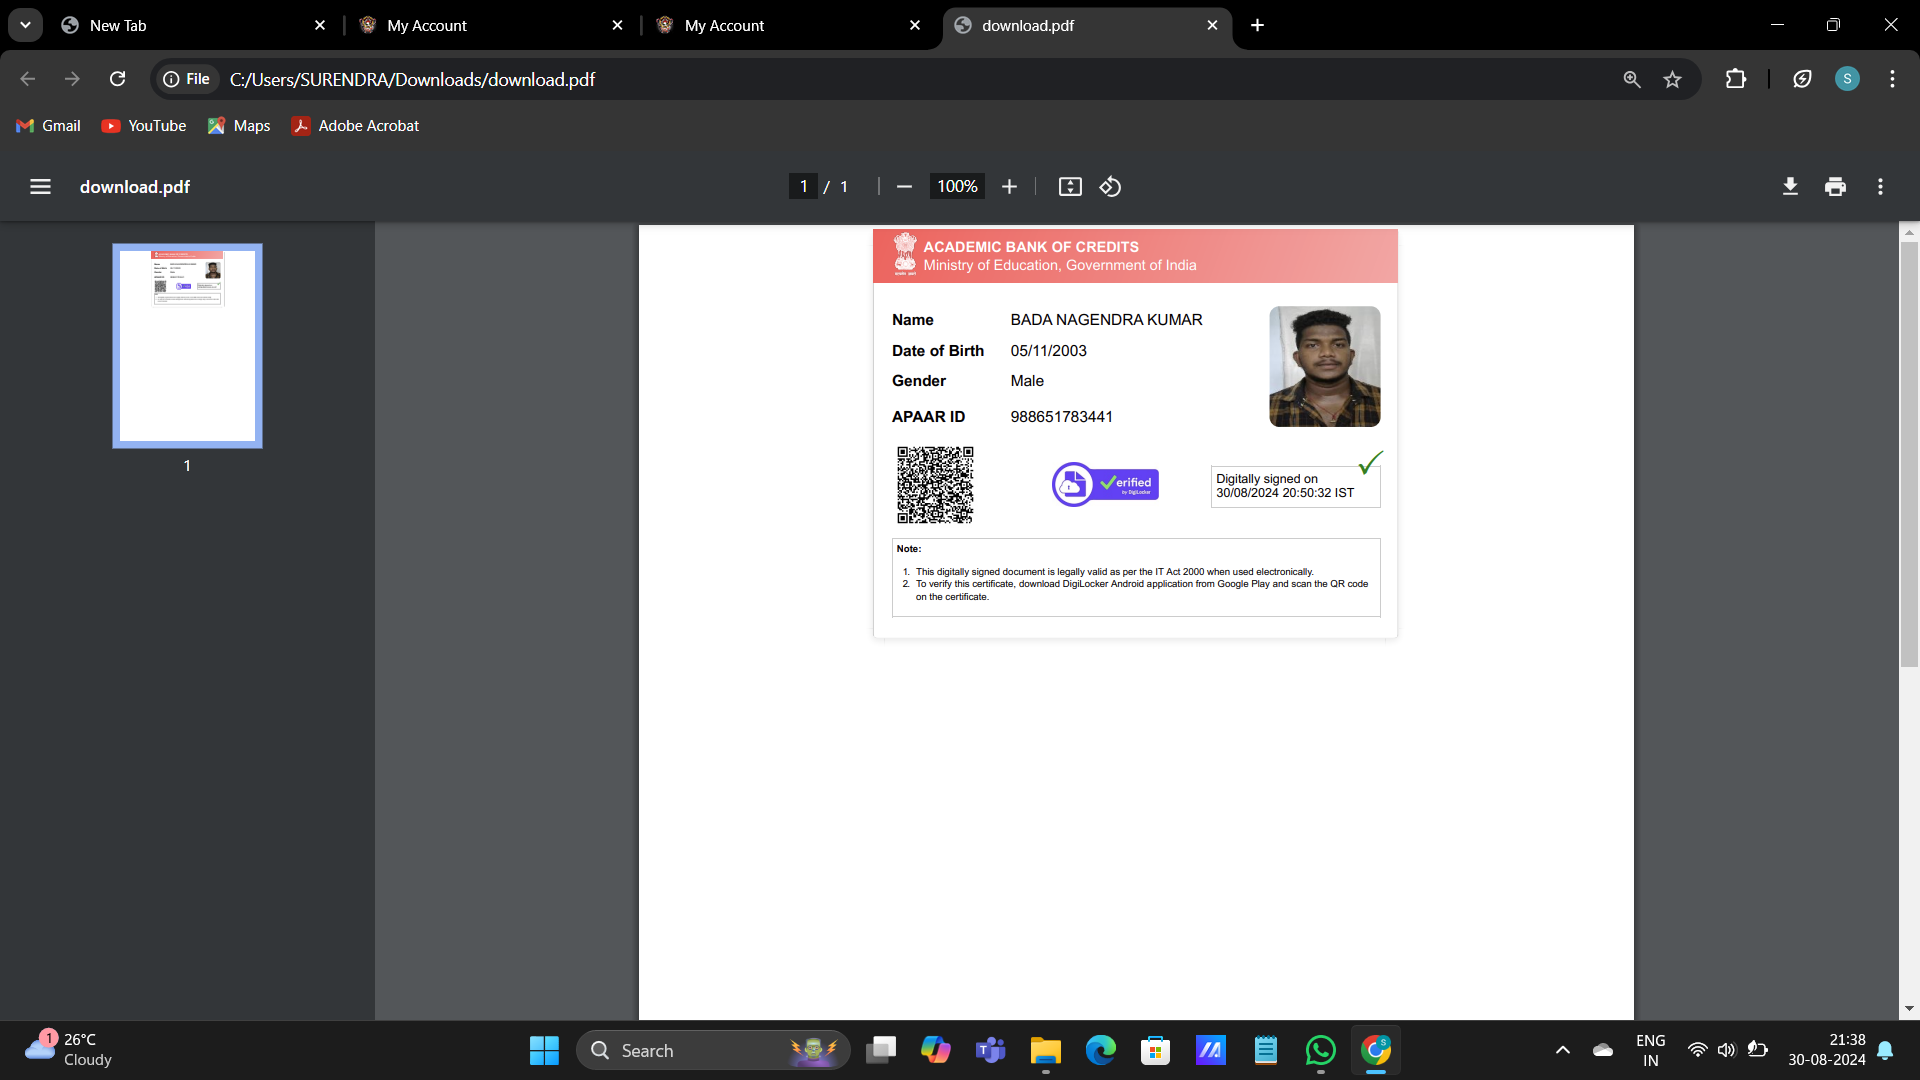 New Tab
My Account
My Account
download.pdf
File
C:/Users/SURENDRA/Downloads/download.pdf
S
Gmail
YouTube
Maps
Adobe Acrobat
download.pdf
1 / 1
100%
1
ACADEMIC BANK OF CREDITS
Ministry of Education, Government of India
Name BADA NAGENDRA KUMAR
Date of Birth 05/11/2003
Gender Male
APAAR ID 988651783441
Verified
by DigiLocker
Digitally signed on
30/08/2024 20:50:32 IST
Note:
1. This digitally signed document is legally valid as per the IT Act 2000 when used electronically.
2. To verify this certificate, download DigiLocker Android application from Google Play and scan the QR code
on the certificate.
1
26°C
Cloudy
Search
ENG
IN
21:38
30-08-2024